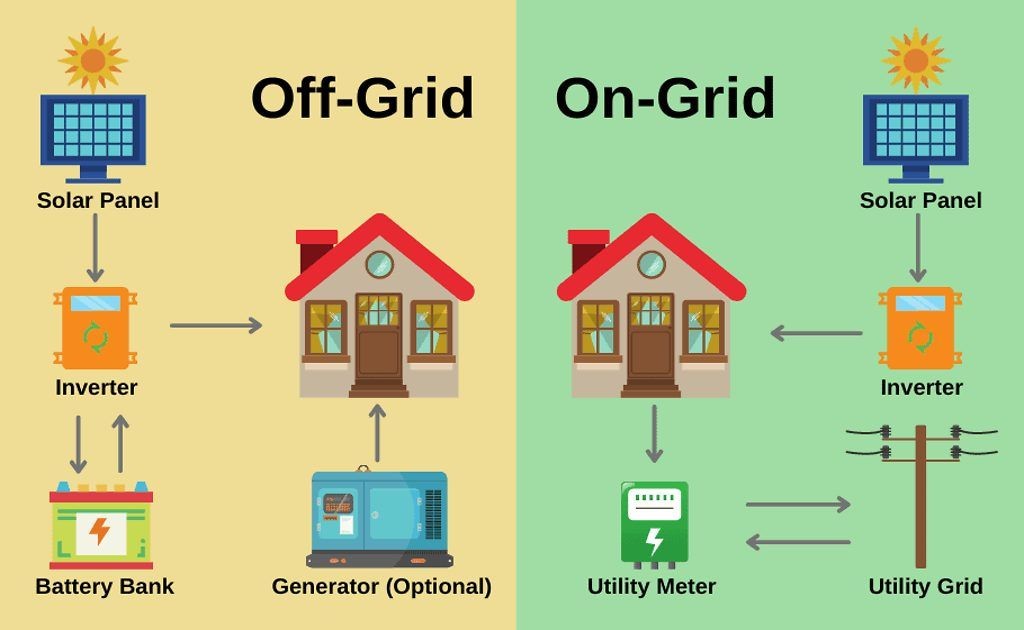 Off-Grid
Solar Panel
Inverter
Battery Bank
Generator (Optional)
On-Grid
Solar Panel
Inverter
Utility Meter
Utility Grid